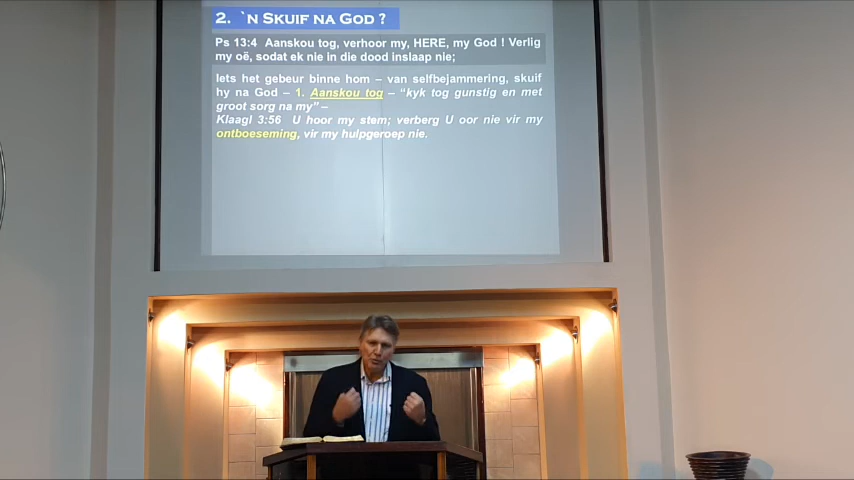 2. `N SKUIF NA GOD ?
Ps 13:4 Aanskou tog, verhoor my, HERE, my God ! Verlig
my oë, sodat ek nie in die dood inslaap nie;
Iets het gebeur binne hom – van selfbejammering, skuif
hy na God – 1. Aanskou tog – “kyk tog gunstig en met
groot sorg na my” –
Klaagl 3:56 U hoor my stem; verberg U oor nie vir my
ontboeseming, vir my hulpgeroep nie.